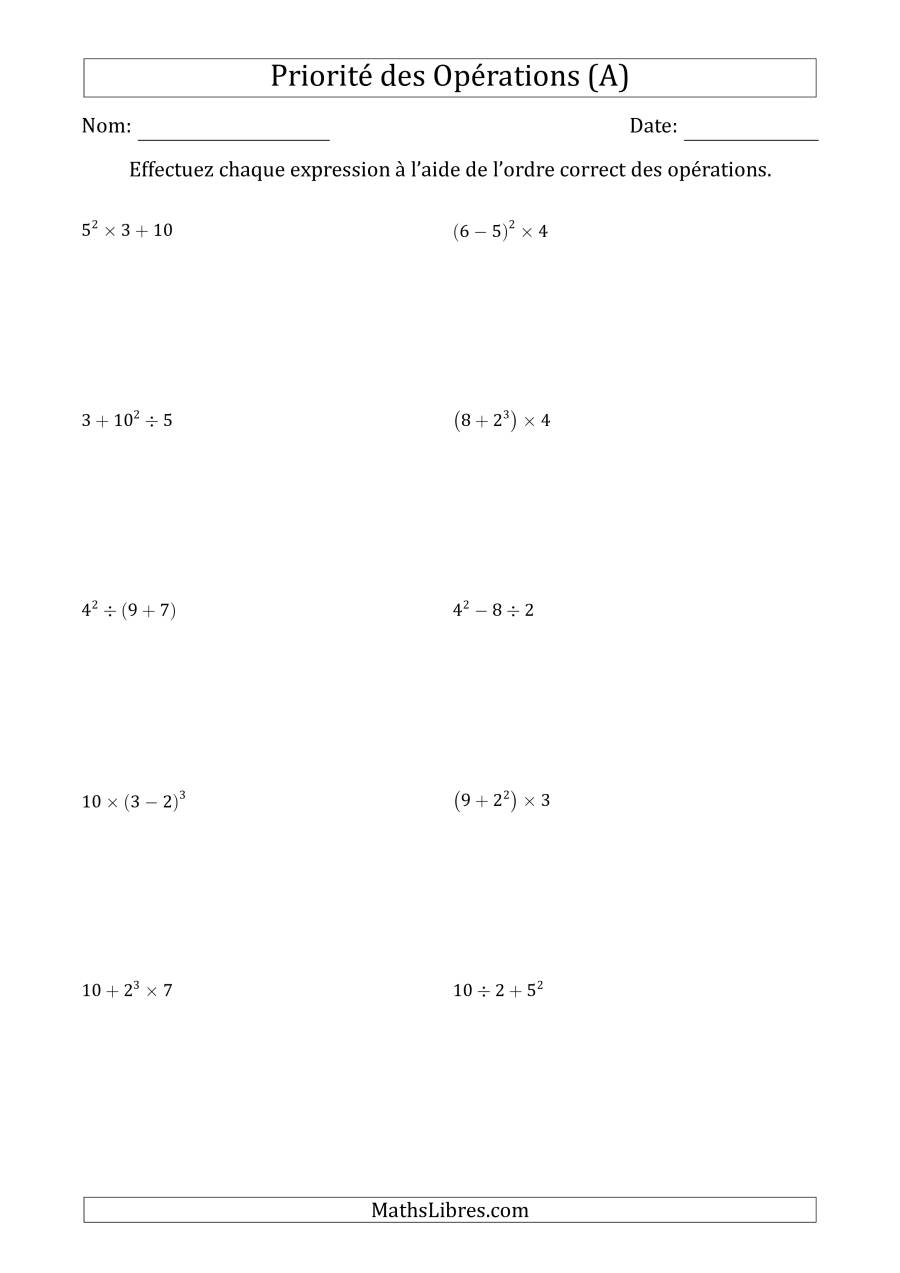 Priorité des Opérations (A)
Nom: Date:
Effectuez chaque expression à l’aide de l’ordre correct des opérations.
5² × 3 + 10 (6 − 5)² × 4
3 + 10² ÷ 5 (8 + 2³) × 4
4² ÷ (9 + 7) 4² − 8 ÷ 2
10 × (3 − 2)³ (9 + 2²) × 3
10 + 2³ × 7 10 ÷ 2 + 5²
MathsLibres.com